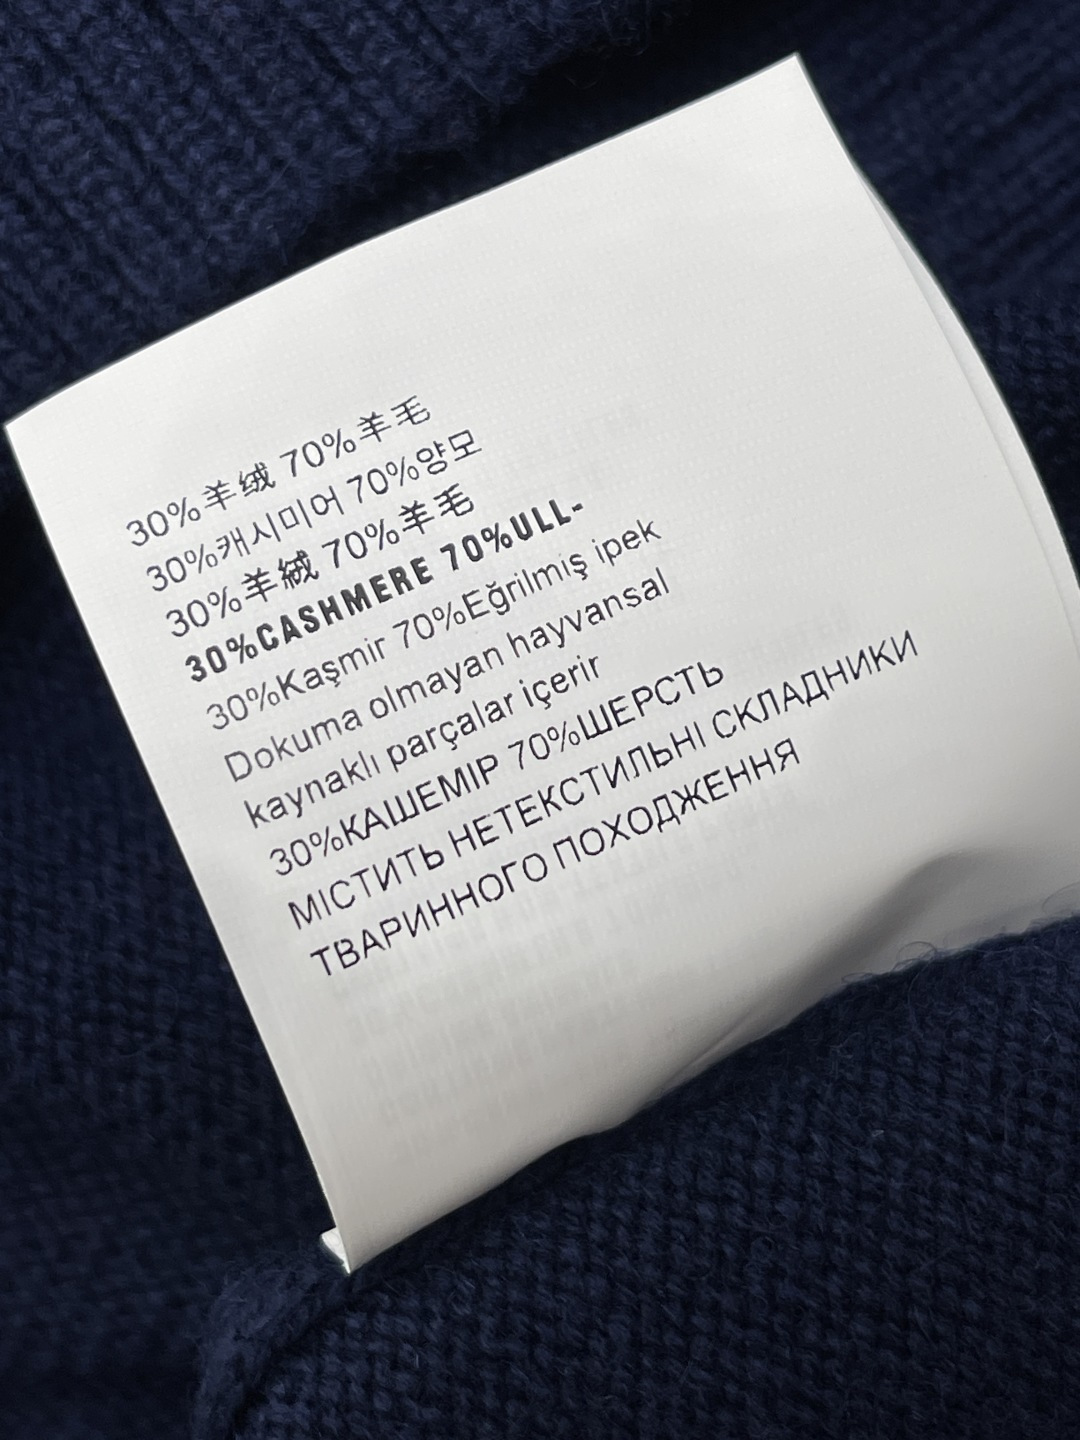 30%羊绒 70%羊毛
30%캐시미어 70%양모
30%羊絨 70%羊毛
30%CASHMERE 70%ULL-
30%Kaşmir 70%Eğrilmiş ipek
Dokuma olmayan hayvansal
kaynaklı parçalar içerir
30%КАШЕМІР 70%ШЕРСТЬ
МІСТИТЬ НЕТЕКСТИЛЬНІ СКЛАДНИКИ
ТВАРИННОГО ПОХОДЖЕННЯ